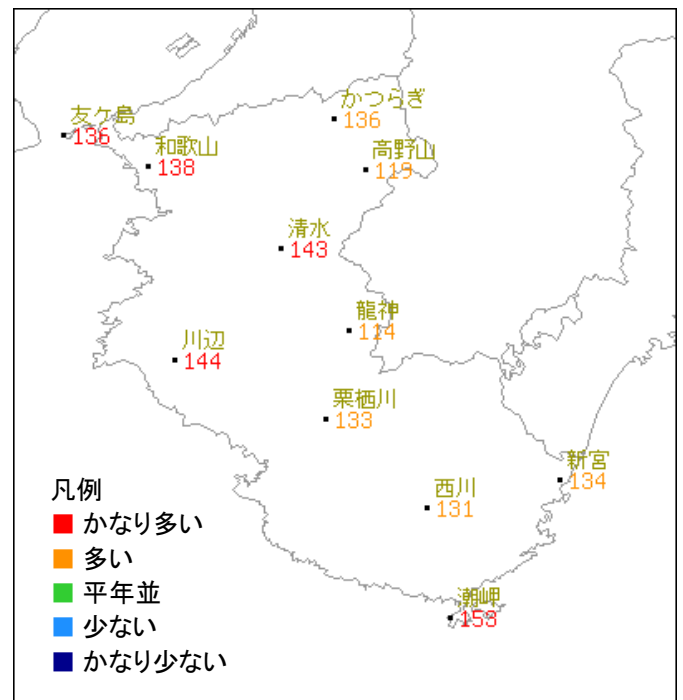 かつらぎ
136
友ケ島
136
和歌山
138
高野山
119
清水
143
龍神
114
川辺
144
栗栖川
133
新宮
134
西川
131
潮岬
153
凡例
かなり多い
多い
平年並
少ない
かなり少ない